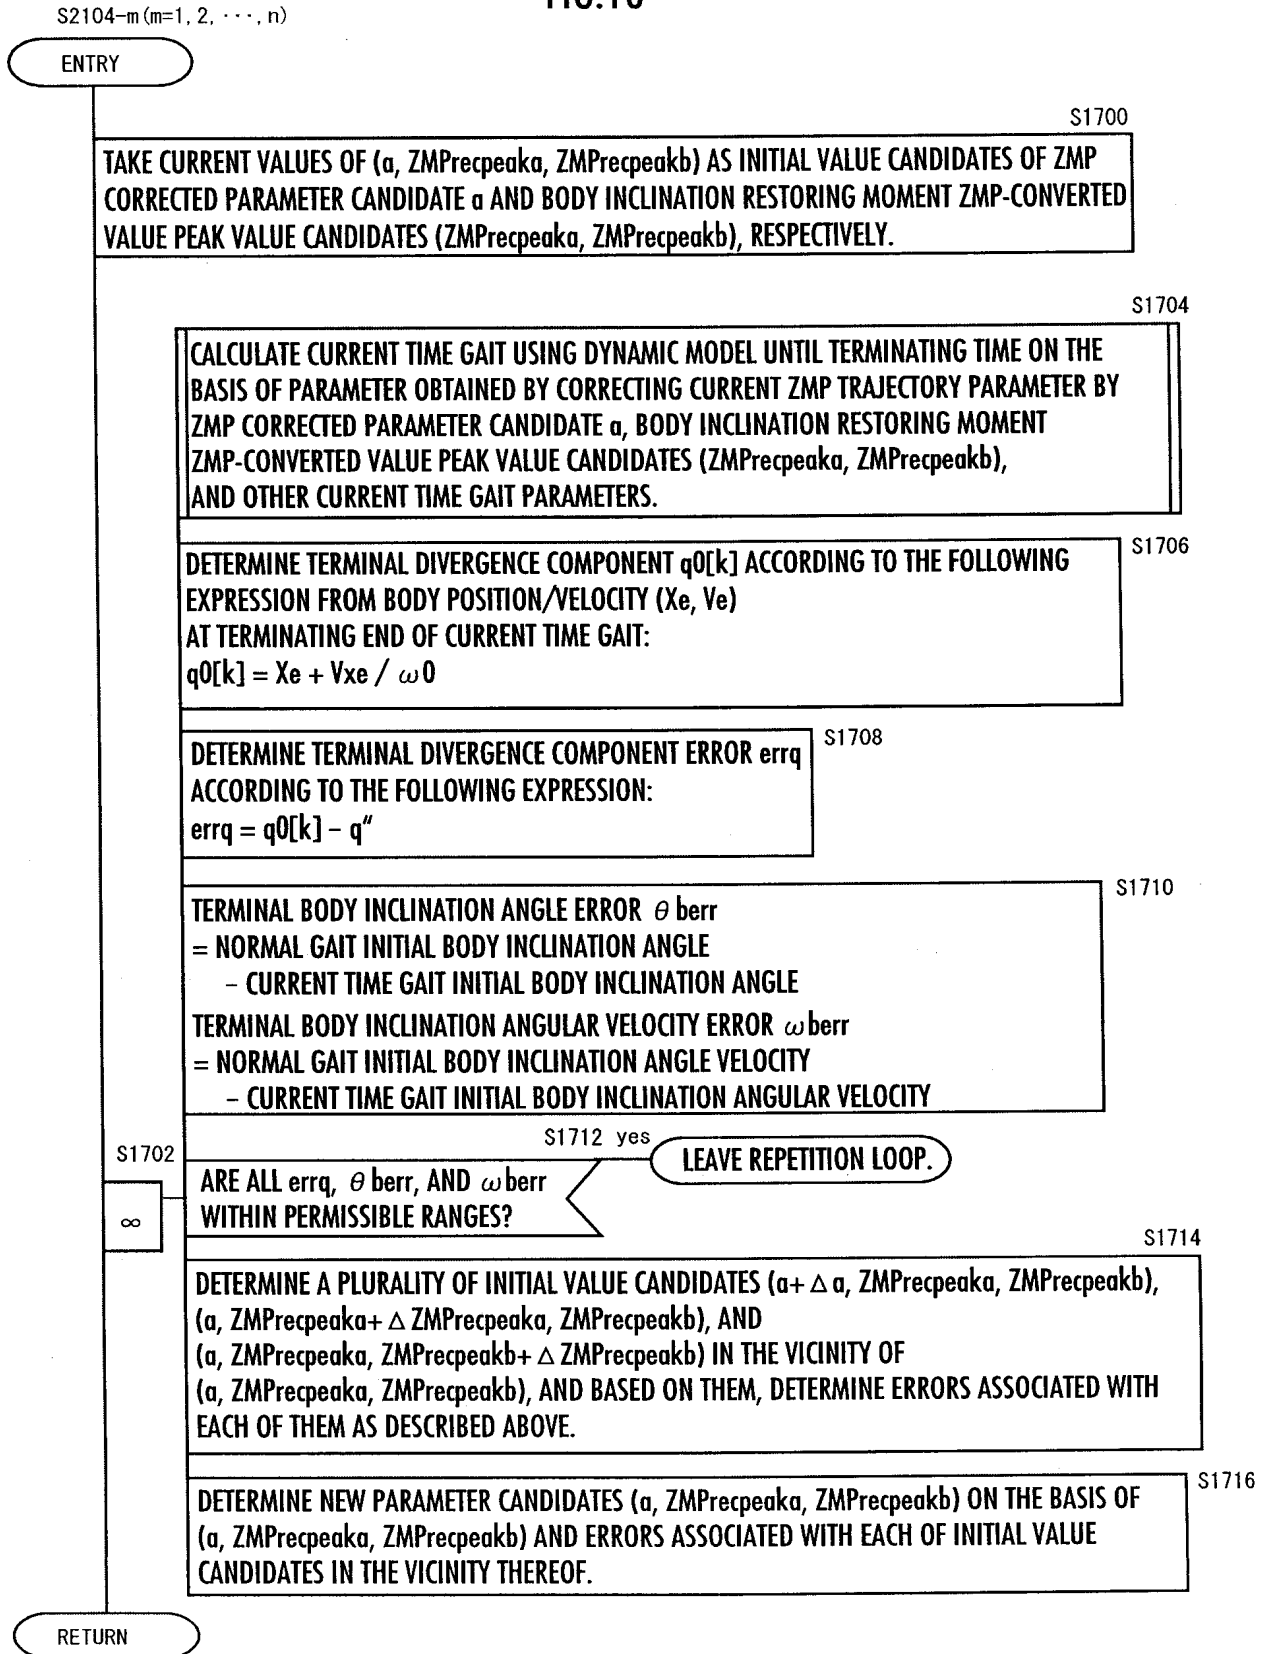 S2104-m(m=1, 2, ···, n)
ENTRY
S1700
TAKE CURRENT VALUES OF (a, ZMPrecpeaka, ZMPrecpeakb) AS INITIAL VALUE CANDIDATES OF ZMP
CORRECTED PARAMETER CANDIDATE a AND BODY INCLINATION RESTORING MOMENT ZMP-CONVERTED
VALUE PEAK VALUE CANDIDATES (ZMPrecpeaka, ZMPrecpeakb), RESPECTIVELY.
S1704
CALCULATE CURRENT TIME GAIT USING DYNAMIC MODEL UNTIL TERMINATING TIME ON THE
BASIS OF PARAMETER OBTAINED BY CORRECTING CURRENT ZMP TRAJECTORY PARAMETER BY
ZMP CORRECTED PARAMETER CANDIDATE a, BODY INCLINATION RESTORING MOMENT
ZMP-CONVERTED VALUE PEAK VALUE CANDIDATES (ZMPrecpeaka, ZMPrecpeakb),
AND OTHER CURRENT TIME GAIT PARAMETERS.
S1706
DETERMINE TERMINAL DIVERGENCE COMPONENT q0[k] ACCORDING TO THE FOLLOWING
EXPRESSION FROM BODY POSITION/VELOCITY (Xe, Ve)
AT TERMINATING END OF CURRENT TIME GAIT:
q0[k] = Xe + Vxe / ω0
S1708
DETERMINE TERMINAL DIVERGENCE COMPONENT ERROR errq
ACCORDING TO THE FOLLOWING EXPRESSION:
errq = q0[k] – q"
S1710
TERMINAL BODY INCLINATION ANGLE ERROR θ berr
= NORMAL GAIT INITIAL BODY INCLINATION ANGLE
– CURRENT TIME GAIT INITIAL BODY INCLINATION ANGLE
TERMINAL BODY INCLINATION ANGULAR VELOCITY ERROR ω berr
= NORMAL GAIT INITIAL BODY INCLINATION ANGLE VELOCITY
– CURRENT TIME GAIT INITIAL BODY INCLINATION ANGULAR VELOCITY
S1702
∞
S1712 yes
LEAVE REPETITION LOOP.
ARE ALL errq, θ berr, AND ω berr
WITHIN PERMISSIBLE RANGES?
S1714
DETERMINE A PLURALITY OF INITIAL VALUE CANDIDATES (a+ Δ a, ZMPrecpeaka, ZMPrecpeakb),
(a, ZMPrecpeaka+ Δ ZMPrecpeaka, ZMPrecpeakb), AND
(a, ZMPrecpeaka, ZMPrecpeakb+ Δ ZMPrecpeakb) IN THE VICINITY OF
(a, ZMPrecpeaka, ZMPrecpeakb), AND BASED ON THEM, DETERMINE ERRORS ASSOCIATED WITH
EACH OF THEM AS DESCRIBED ABOVE.
S1716
DETERMINE NEW PARAMETER CANDIDATES (a, ZMPrecpeaka, ZMPrecpeakb) ON THE BASIS OF
(a, ZMPrecpeaka, ZMPrecpeakb) AND ERRORS ASSOCIATED WITH EACH OF INITIAL VALUE
CANDIDATES IN THE VICINITY THEREOF.
RETURN